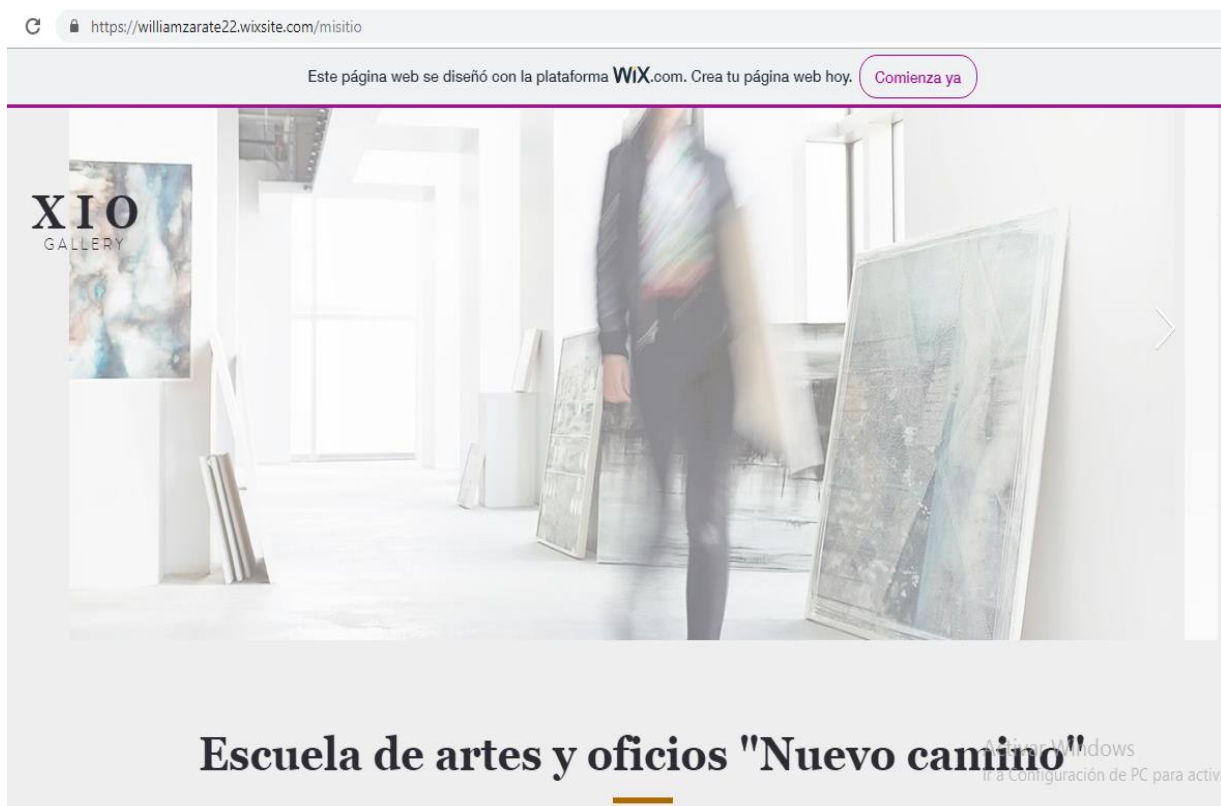 https://williamzarate22.wixsite.com/misitio
Este página web se diseñó con la plataforma WiX.com. Crea tu página web hoy. Comienza ya
XIO
GALLERY
Escuela de artes y oficios "Nuevo camino"
Activar Windows
Ir a Configuración de PC para activ